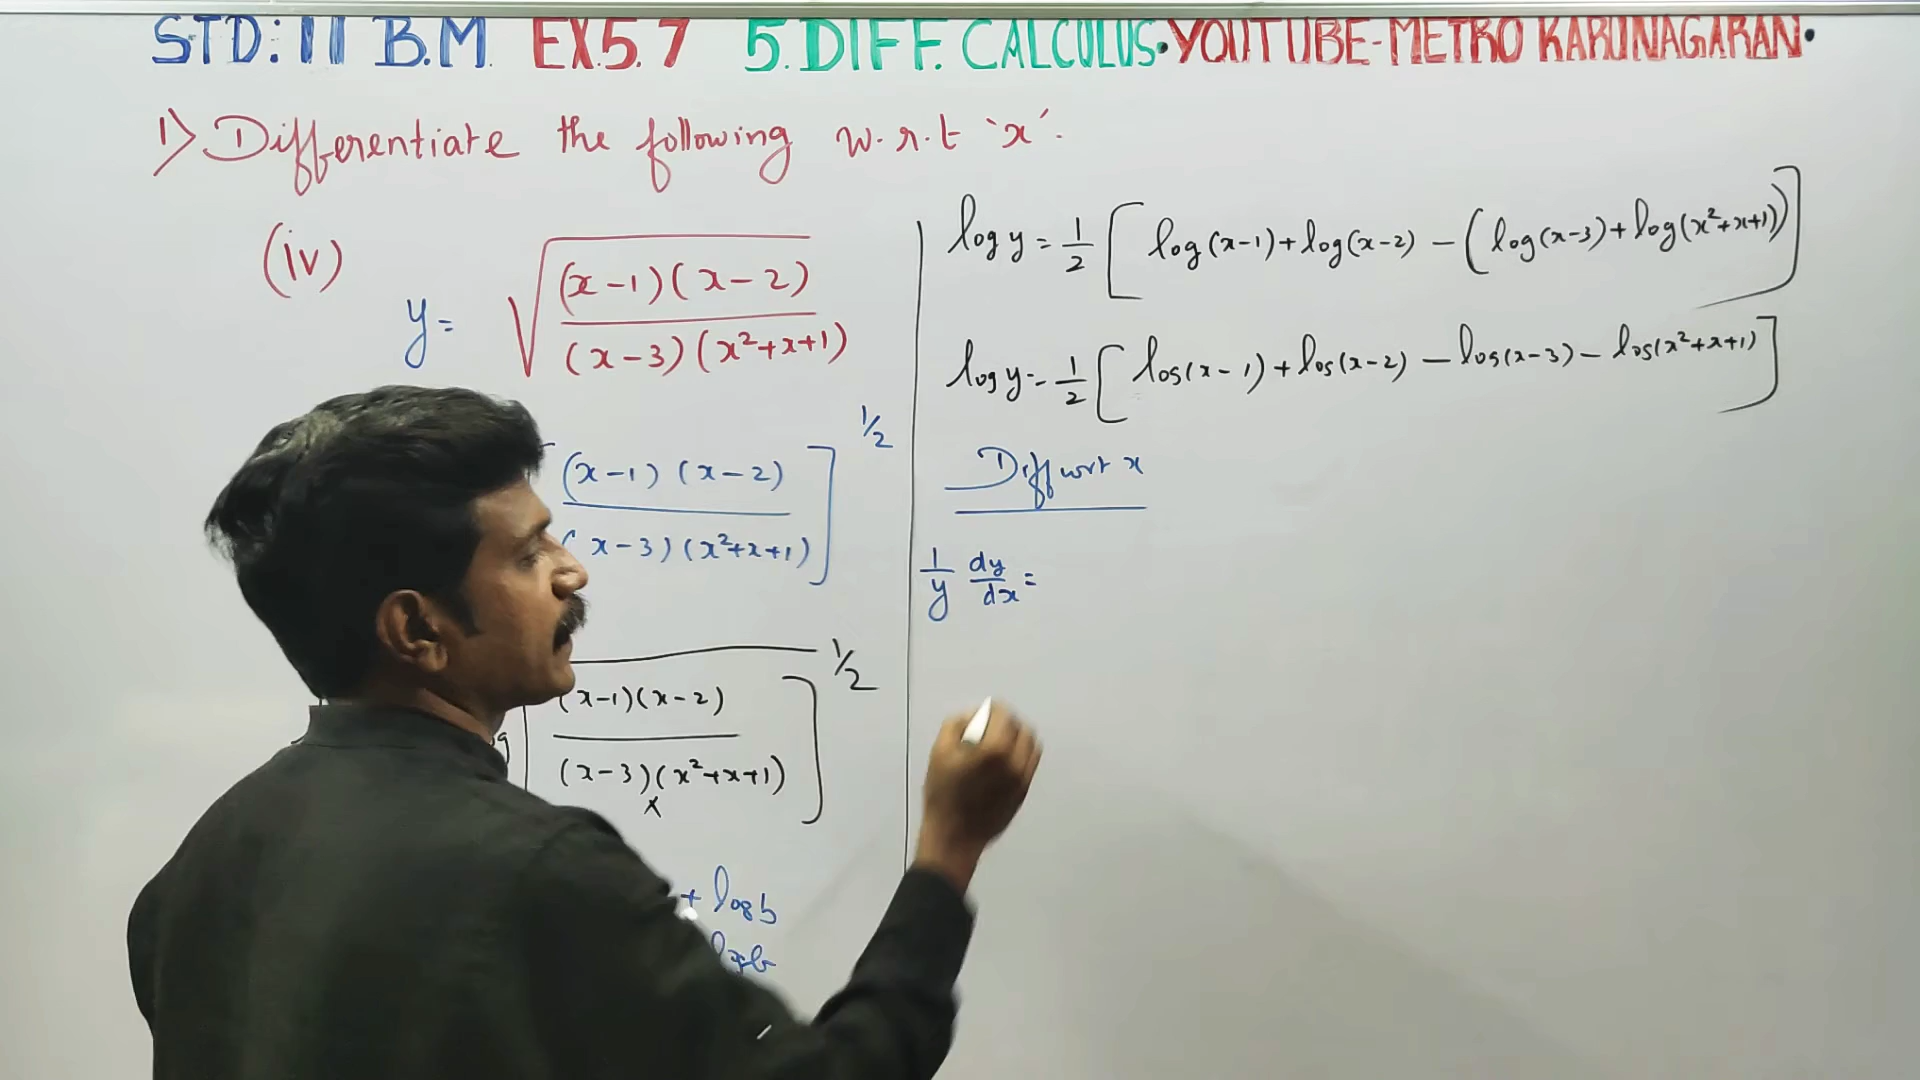 STD: 11 B.M. EX.5.7 5. DIFF. CALCULUS. YOUTUBE-METRO KARUNAGARAN.
1) Differentiate the following w.r.t 'x'.
(iv)
y = √((x-1)(x-2) / (x-3)(x²+x+1))
[(x-1)(x-2) / (x-3)(x²+x+1)]^1/2
[(x-1)(x-2) / (x-3)(x²+x+1)]^1/2
x
+ log b
log y = 1/2 [log(x-1)+log(x-2) - (log(x-3)+log(x²+x+1))]
log y = 1/2 [log(x-1)+log(x-2) - log(x-3) - log(x²+x+1)]
Diff wrt x
1/y dy/dx =